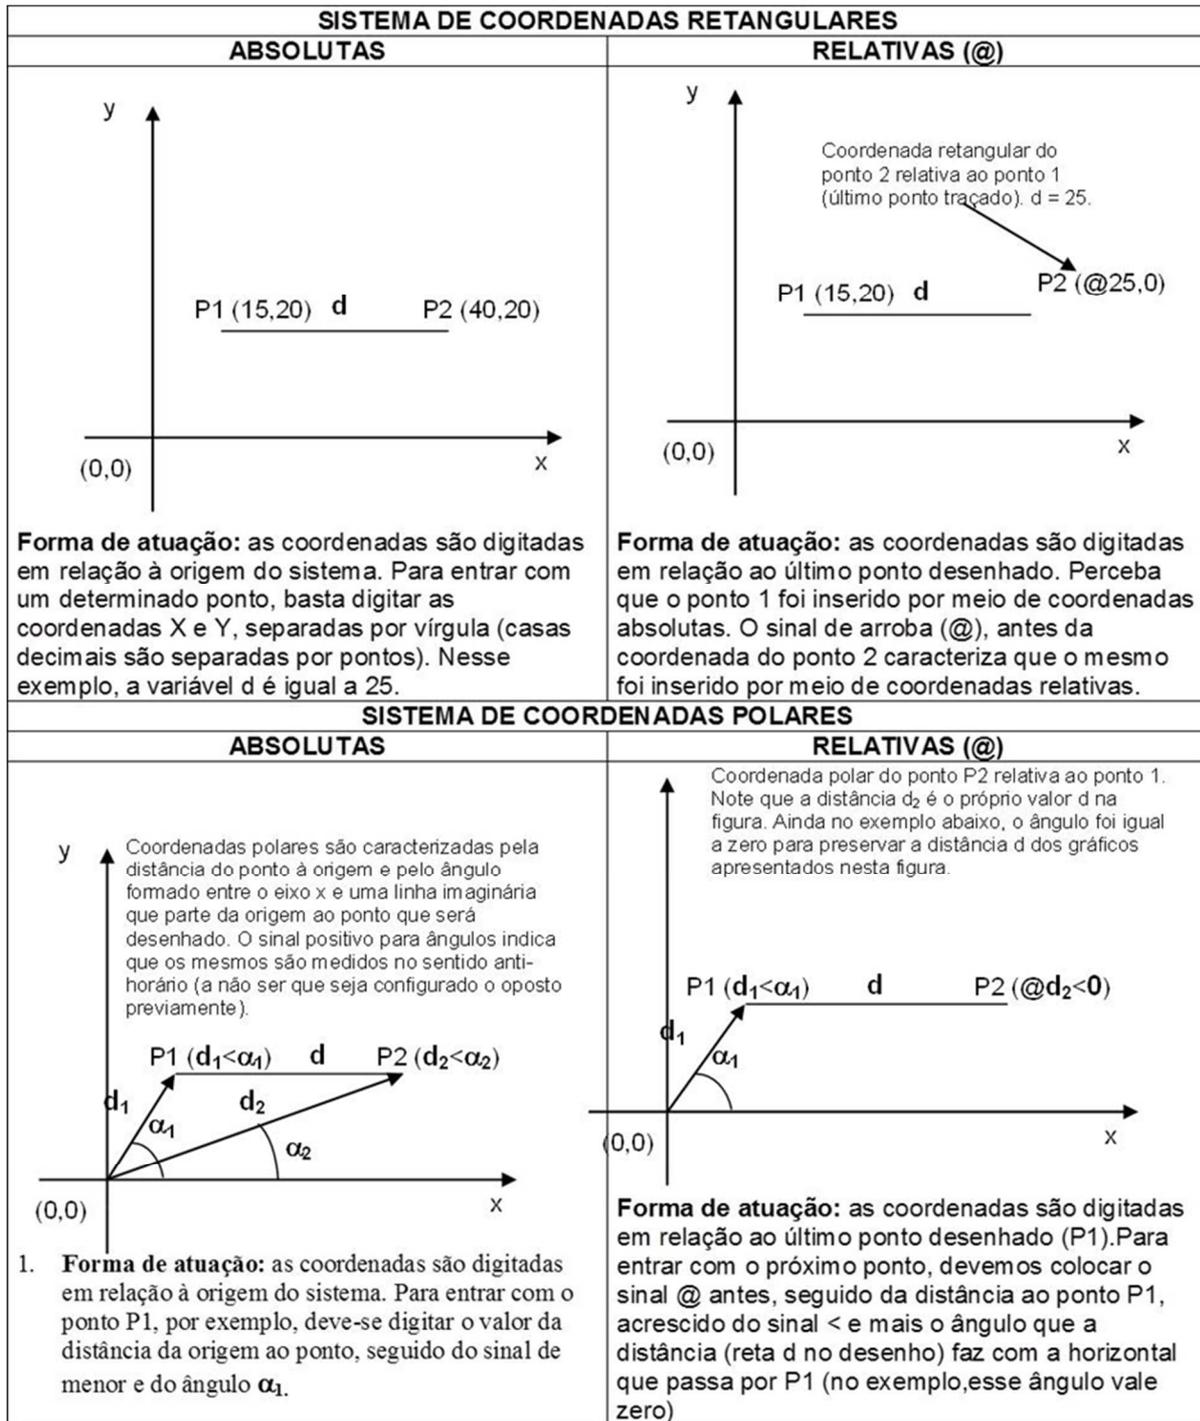 SISTEMA DE COORDENADAS RETANGULARES
ABSOLUTAS
y
P1 (15,20) d P2 (40,20)
(0,0)
x
Forma de atuação: as coordenadas são digitadas
em relação à origem do sistema. Para entrar com
um determinado ponto, basta digitar as
coordenadas X e Y, separadas por vírgula (casas
decimais são separadas por pontos). Nesse
exemplo, a variável d é igual a 25.
RELATIVAS (@)
y
Coordenada retangular do
ponto 2 relativa ao ponto 1
(último ponto traçado). d = 25.
P1 (15,20) d P2 (@25,0)
(0,0)
x
Forma de atuação: as coordenadas são digitadas
em relação ao último ponto desenhado. Perceba
que o ponto 1 foi inserido por meio de coordenadas
absolutas. O sinal de arroba (@), antes da
coordenada do ponto 2 caracteriza que o mesmo
foi inserido por meio de coordenadas relativas.
SISTEMA DE COORDENADAS POLARES
ABSOLUTAS
y
Coordenadas polares são caracterizadas pela
distância do ponto à origem e pelo ângulo
formado entre o eixo x e uma linha imaginária
que parte da origem ao ponto que será
desenhado. O sinal positivo para ângulos indica
que os mesmos são medidos no sentido anti-
horário (a não ser que seja configurado o oposto
previamente).
P1 (d₁<α₁) d P2 (d₂<α₂)
d₁ d₂
α₁
α₂
(0,0)
x
1. Forma de atuação: as coordenadas são digitadas
em relação à origem do sistema. Para entrar com o
ponto P1, por exemplo, deve-se digitar o valor da
distância da origem ao ponto, seguido do sinal de
menor e do ângulo α₁.
RELATIVAS (@)
Coordenada polar do ponto P2 relativa ao ponto 1.
Note que a distância d₂ é o próprio valor d na
figura. Ainda no exemplo abaixo, o ângulo foi igual
a zero para preservar a distância d dos gráficos
apresentados nesta figura.
P1 (d₁<α₁) d P2 (@d₂<0)
d₁
α₁
(0,0)
x
Forma de atuação: as coordenadas são digitadas
em relação ao último ponto desenhado (P1).Para
entrar com o próximo ponto, devemos colocar o
sinal @ antes, seguido da distância ao ponto P1,
acrescido do sinal < e mais o ângulo que a
distância (reta d no desenho) faz com a horizontal
que passa por P1 (no exemplo,esse ângulo vale
zero)